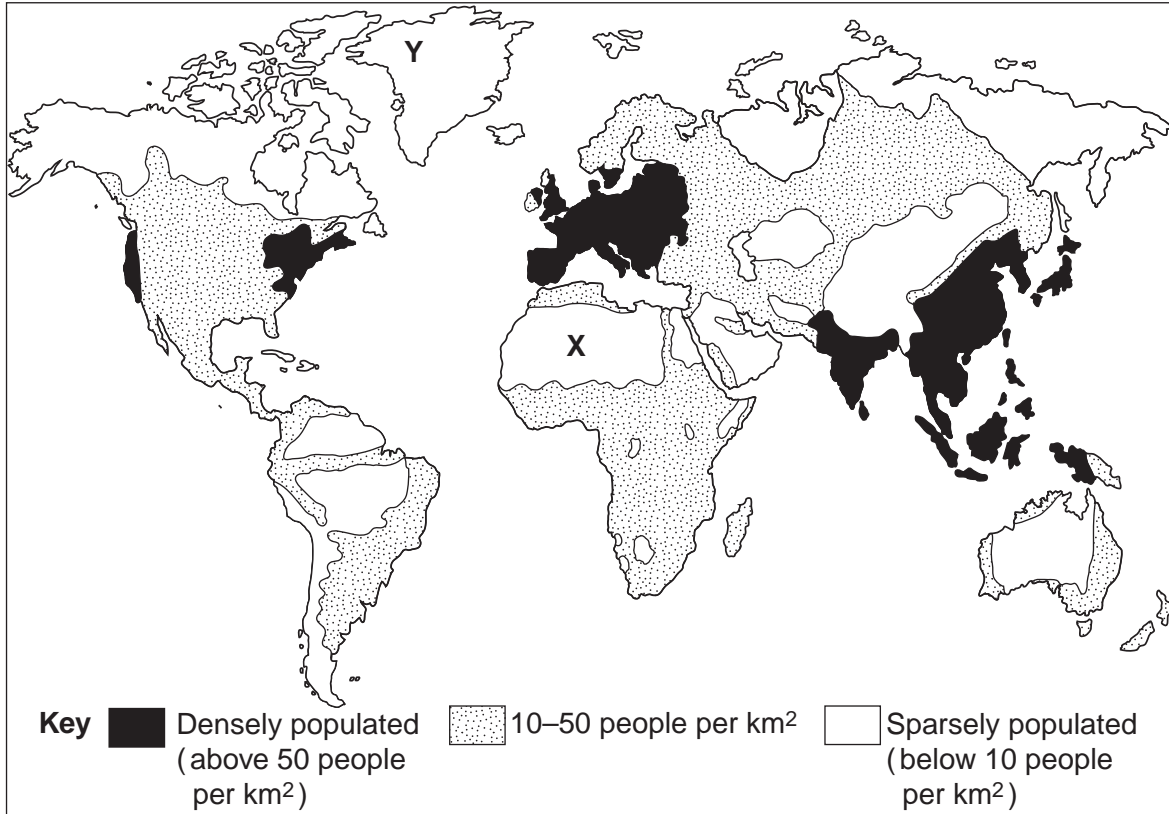 Y
X
Key
Densely populated
(above 50 people
per km²)
10–50 people per km²
Sparsely populated
(below 10 people
per km²)